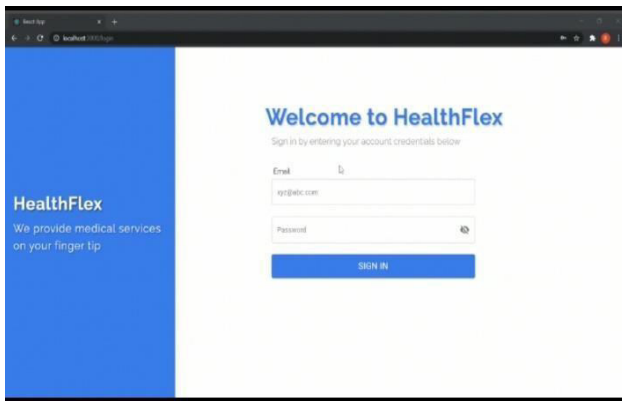 React App
localhost:3000/login
Welcome to HealthFlex
Sign in by entering your account credentials below
Email
xyz@abc.com
HealthFlex
We provide medical services
on your finger tip
Password
SIGN IN